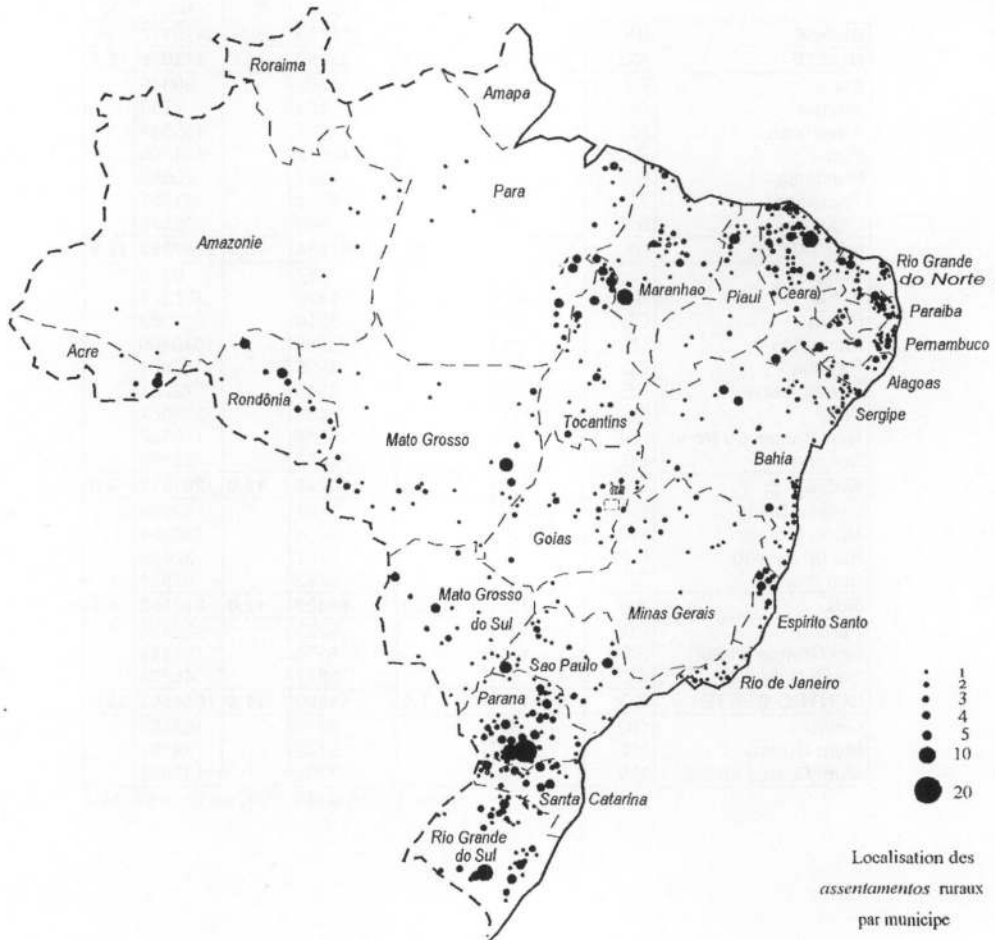 Roraima
Amapa
Para
Amazonie
Maranhao
Piaui
Ceara
Rio Grande
do Norte
Paraiba
Pernambuco
Acre
Rondônia
Alagoas
Sergipe
Mato Grosso
Tocantins
Bahia
Goias
Mato Grosso
do Sul
Minas Gerais
Espirito Santo
Sao Paulo
Rio de Janeiro
Parana
Santa Catarina
Rio Grande
do Sul
1
2
3
4
5
10
20
Localisation des
assentamentos ruraux
par municipe